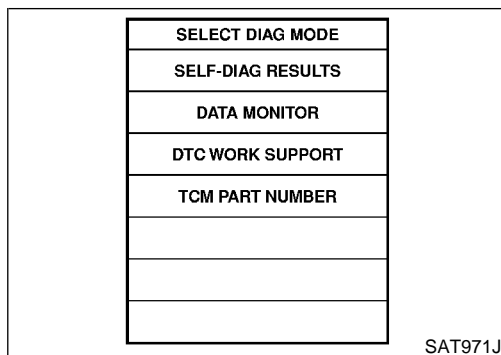 SELECT DIAG MODE
SELF-DIAG RESULTS
DATA MONITOR
DTC WORK SUPPORT
TCM PART NUMBER
SAT971J